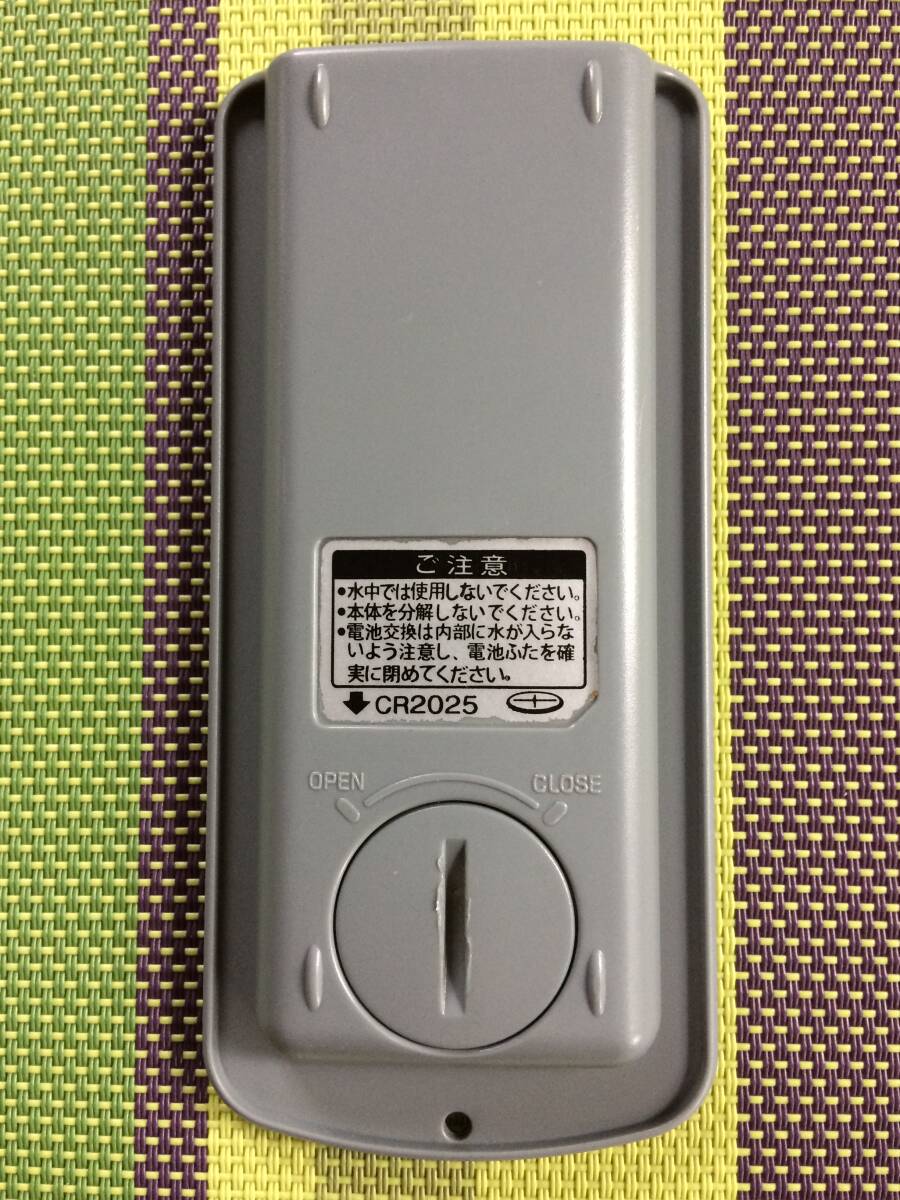 ご注意
•水中では使用しないでください。
•本体を分解しないでください。
•電池交換は内部に水が入らな
いよう注意し、電池ふたを確
実に閉めてください。
CR2025
OPEN CLOSE